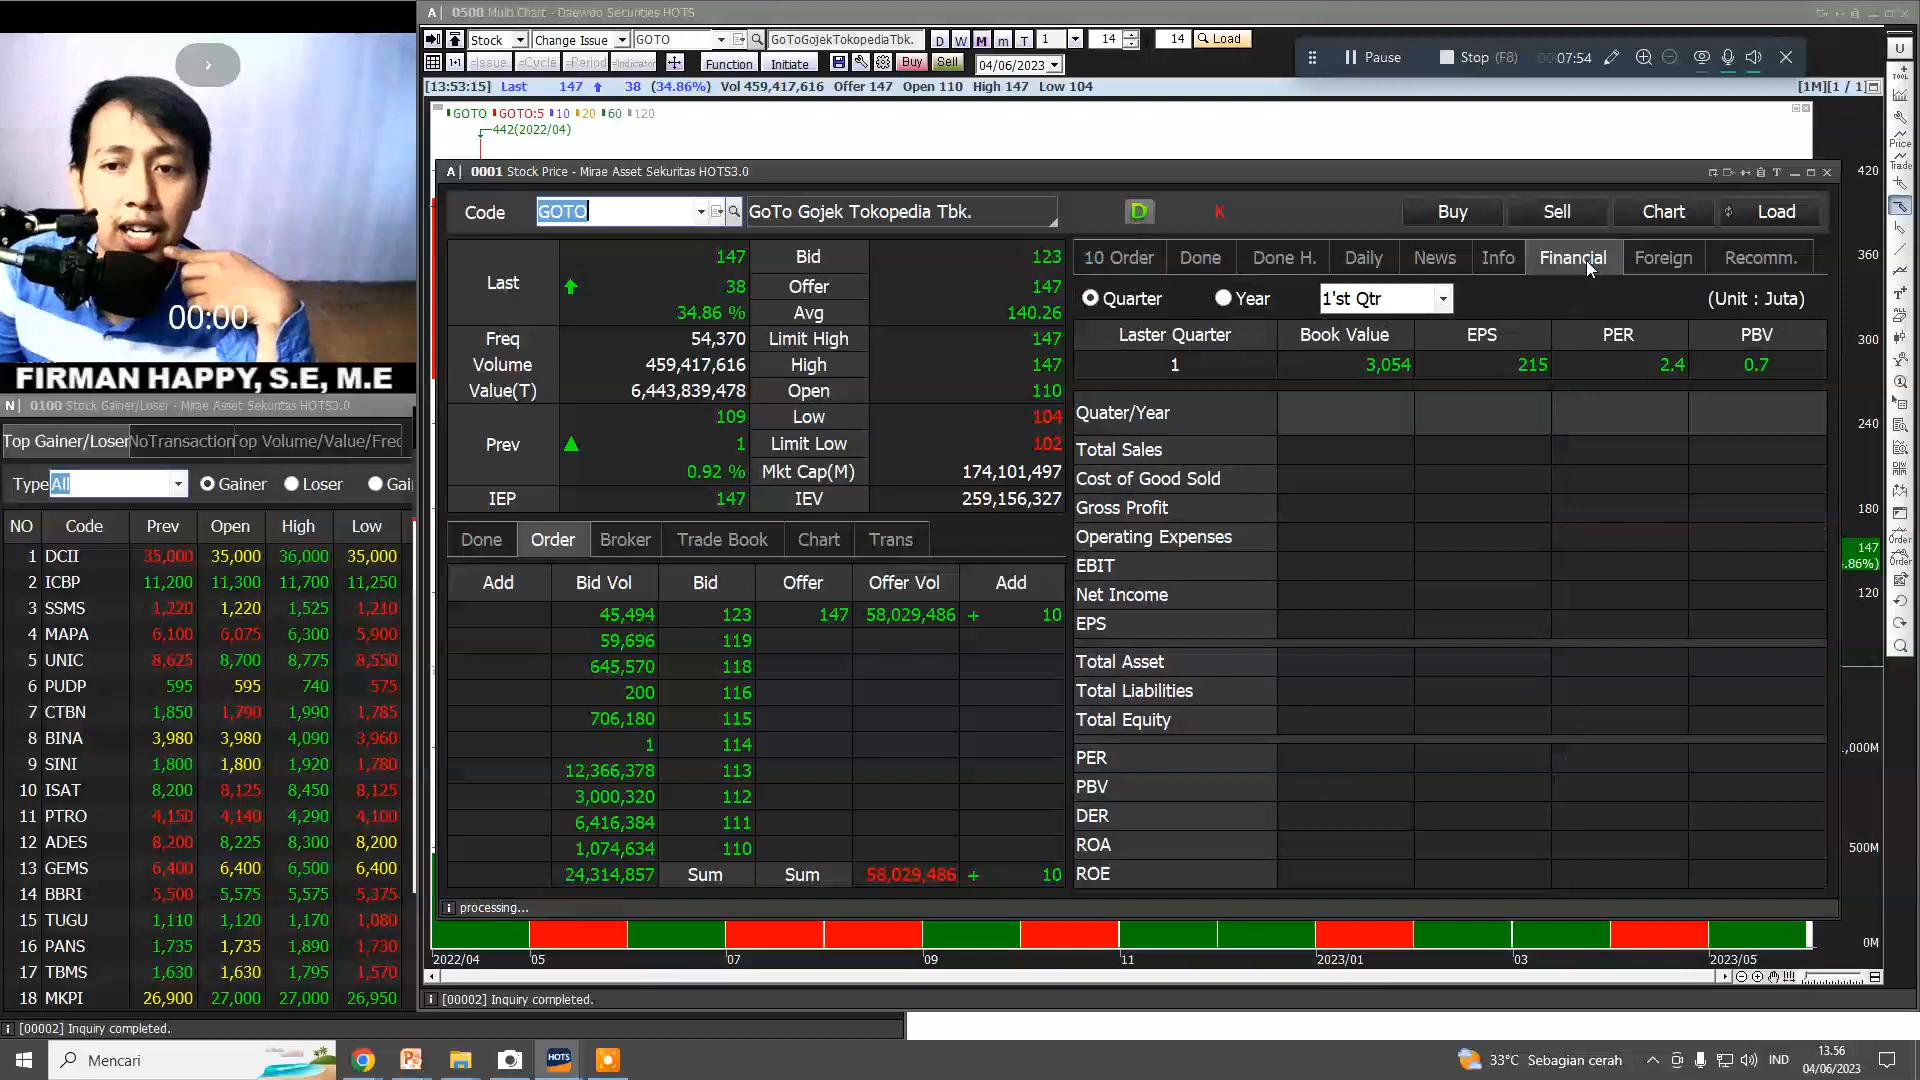 00:00
FIRMAN HAPPY, S.E, M.E
N 0100 Stock Gainer/Loser - Mirae Asset Sekuritas HOTS3.0
Top Gainer/Loser NoTransaction Top Volume/Value/Freq
Type All Gainer Loser Gai
NO Code Prev Open High Low
1 DCII 35,000 35,000 36,000 35,000
2 ICBP 11,200 11,300 11,700 11,250
3 SSMS 1,220 1,220 1,525 1,210
4 MAPA 6,100 6,075 6,300 5,900
5 UNIC 8,625 8,700 8,775 8,550
6 PUDP 595 595 740 575
7 CTBN 1,850 1,790 1,990 1,785
8 BINA 3,980 3,980 4,090 3,960
9 SINI 1,800 1,800 1,920 1,780
10 ISAT 8,200 8,125 8,450 8,125
11 PTRO 4,150 4,140 4,290 4,100
12 ADES 8,200 8,225 8,300 8,200
13 GEMS 6,400 6,400 6,500 6,400
14 BBRI 5,500 5,575 5,575 5,375
15 TUGU 1,110 1,120 1,170 1,080
16 PANS 1,735 1,735 1,890 1,730
17 TBMS 1,630 1,630 1,795 1,570
18 MKPI 26,900 27,000 27,000 26,950
[00002] Inquiry completed.
A 0500 Multi Chart - Daewoo Securities HOTS
Stock Change Issue GOTO GoToGojekTokopediaTbk. D W M m T 1 14 14 Load
=Issue =Cycle =Period =Indicator Function Initiate Buy Sell 04/06/2023
Pause Stop (F8) 00:07:54
[13:53:15] Last 147 38 (34.86%) Vol 459,417,616 Offer 147 Open 110 High 147 Low 104 [1M][1 / 1]
GOTO GOTO:5 10 20 60 120
442(2022/04)
A 0001 Stock Price - Mirae Asset Sekuritas HOTS3.0
Code GOTO GoTo Gojek Tokopedia Tbk. D K Buy Sell Chart Load
Last 147 Bid 123
38 Offer 147
34.86 % Avg 140.26
Freq 54,370 Limit High 147
Volume 459,417,616 High 147
Value(T) 6,443,839,478 Open 110
109 Low 104
Prev 1 Limit Low 102
0.92 % Mkt Cap(M) 174,101,497
IEP 147 IEV 259,156,327
Done Order Broker Trade Book Chart Trans
Add Bid Vol Bid Offer Offer Vol Add
45,494 123 147 58,029,486 + 10
59,696 119
645,570 118
200 116
706,180 115
1 114
12,366,378 113
3,000,320 112
6,416,384 111
1,074,634 110
24,314,857 Sum Sum 58,029,486 + 10
processing...
10 Order Done Done H. Daily News Info Financial Foreign Recomm.
Quarter Year 1'st Qtr (Unit : Juta)
Laster Quarter Book Value EPS PER PBV
1 3,054 215 2.4 0.7
Quater/Year
Total Sales
Cost of Good Sold
Gross Profit
Operating Expenses
EBIT
Net Income
EPS
Total Asset
Total Liabilities
Total Equity
PER
PBV
DER
ROA
ROE
420
360
300
240
180
147
120
500M
0M
2022/04 05 07 09 11 2023/01 03 2023/05
[00002] Inquiry completed.
U
TOOL
Price
Trade
Order
Order
Mencari
HOTS
33°C Sebagian cerah
IND
13.56
04/06/2023